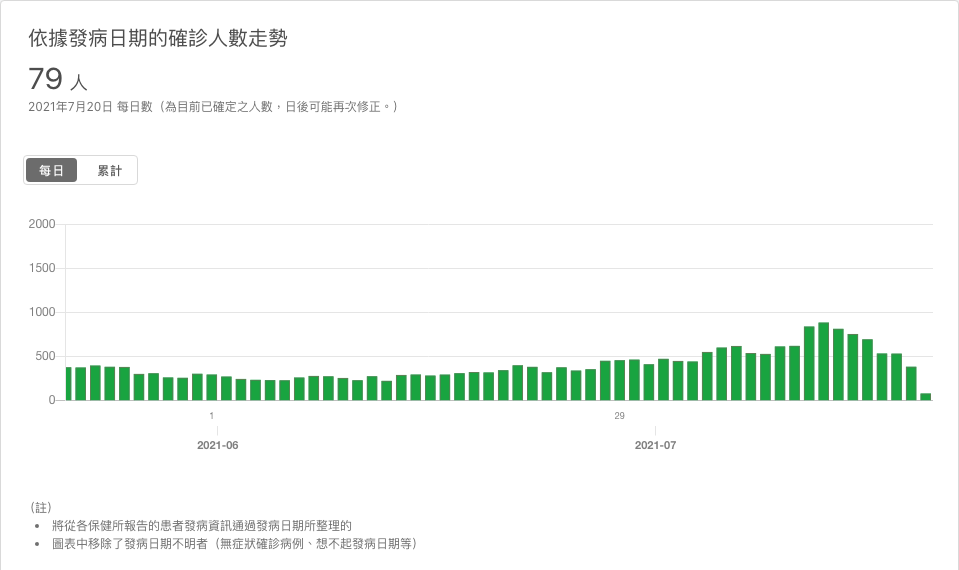 依據發病日期的確診人數走勢
79 人
2021年7月20日 每日數（為目前已確定之人數，日後可能再次修正。）
每日 累計
2000
1500
1000
500
0
1 29
2021-06 2021-07
（註）
• 將從各保健所報告的患者發病資訊通過發病日期所整理的
• 圖表中移除了發病日期不明者（無症狀確診病例、想不起發病日期等）